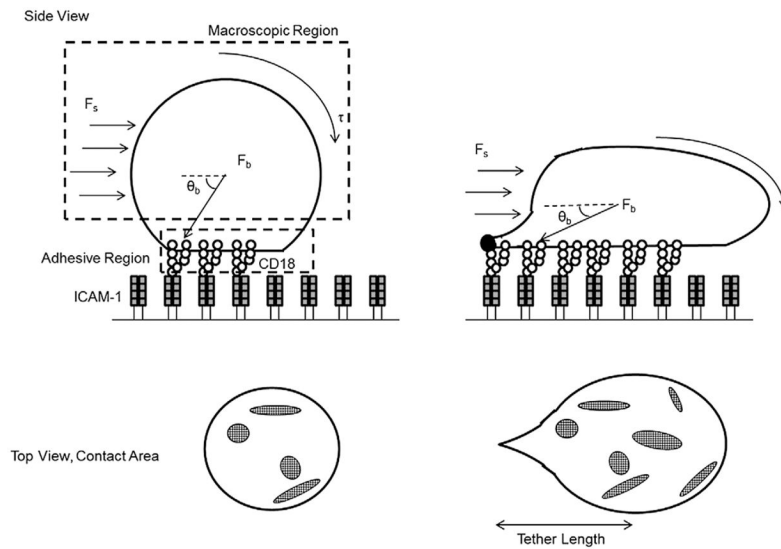 Side View
Macroscopic Region
Fs
τ
Fb
θb
Adhesive Region
CD18
ICAM-1
Fs
θb
Fb
Top View, Contact Area
Tether Length